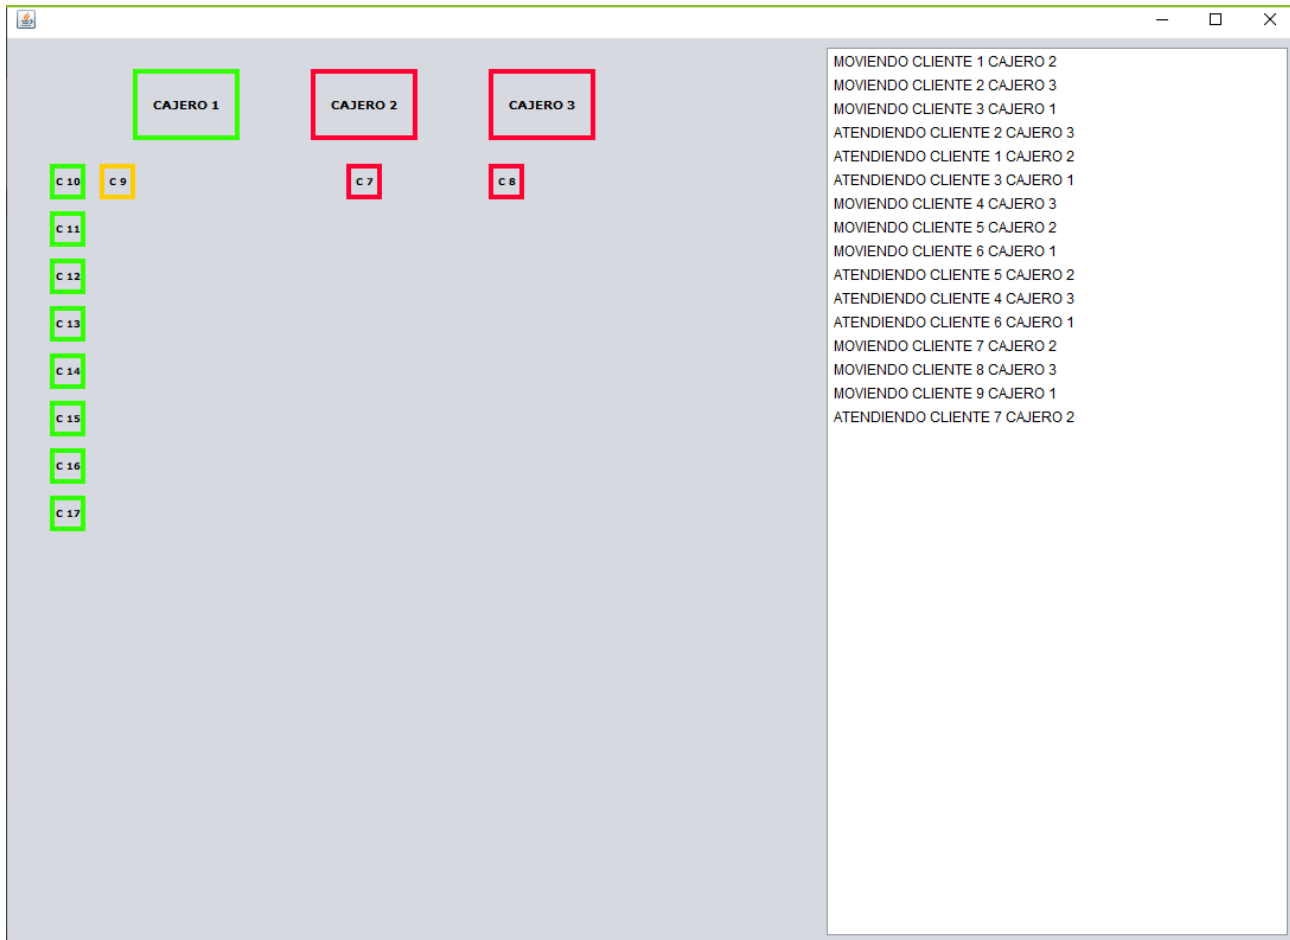 CAJERO 1 CAJERO 2 CAJERO 3
C 10 C 9 C 7 C 8
C 11
C 12
C 13
C 14
C 15
C 16
C 17
MOVIENDO CLIENTE 1 CAJERO 2
MOVIENDO CLIENTE 2 CAJERO 3
MOVIENDO CLIENTE 3 CAJERO 1
ATENDIENDO CLIENTE 2 CAJERO 3
ATENDIENDO CLIENTE 1 CAJERO 2
ATENDIENDO CLIENTE 3 CAJERO 1
MOVIENDO CLIENTE 4 CAJERO 3
MOVIENDO CLIENTE 5 CAJERO 2
MOVIENDO CLIENTE 6 CAJERO 1
ATENDIENDO CLIENTE 5 CAJERO 2
ATENDIENDO CLIENTE 4 CAJERO 3
ATENDIENDO CLIENTE 6 CAJERO 1
MOVIENDO CLIENTE 7 CAJERO 2
MOVIENDO CLIENTE 8 CAJERO 3
MOVIENDO CLIENTE 9 CAJERO 1
ATENDIENDO CLIENTE 7 CAJERO 2